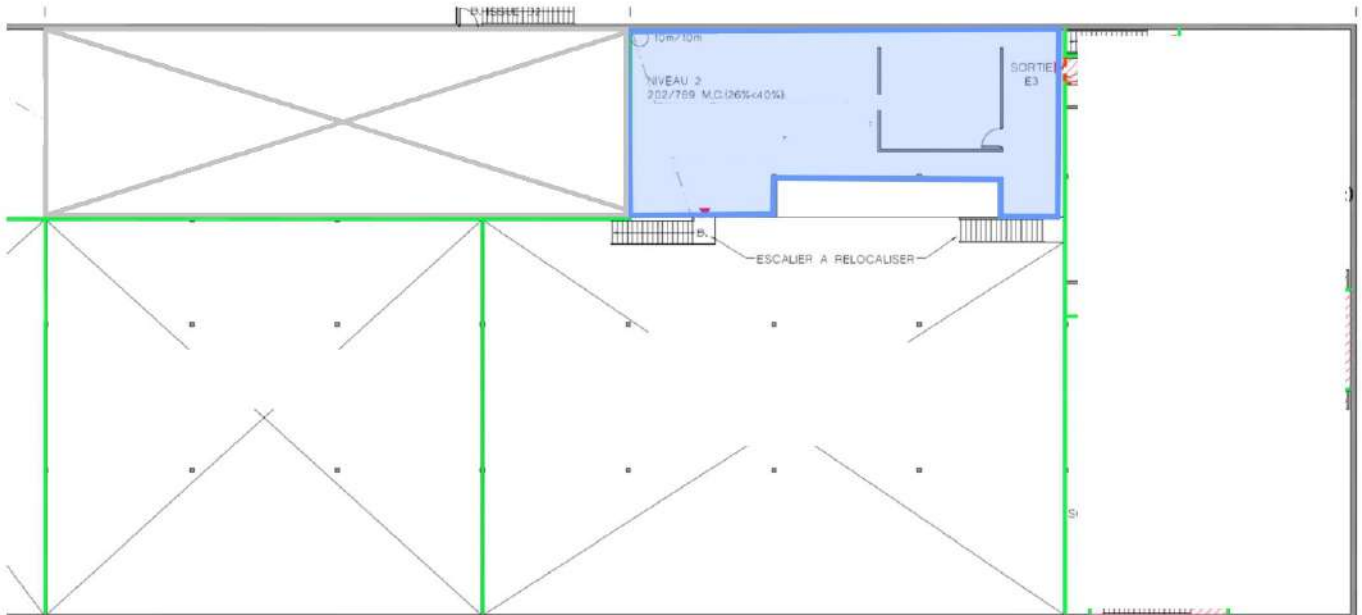 10m/10m
NIVEAU 2
202/789 M.C.(26%<40%)
SORTIE
E3
B.
ESCALIER A RELOCALISER